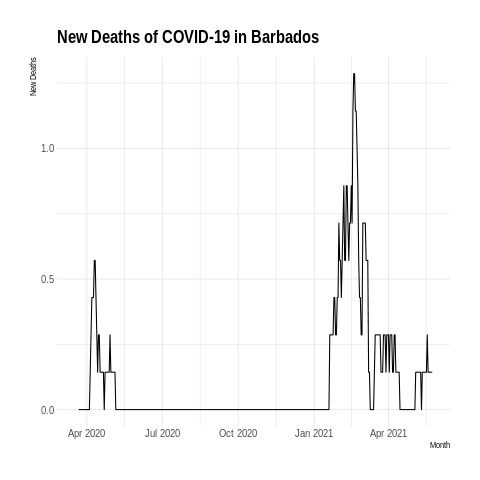 New Deaths of COVID-19 in Barbados
New Deaths
1.0
0.5
0.0
Apr 2020 Jul 2020 Oct 2020 Jan 2021 Apr 2021
Month